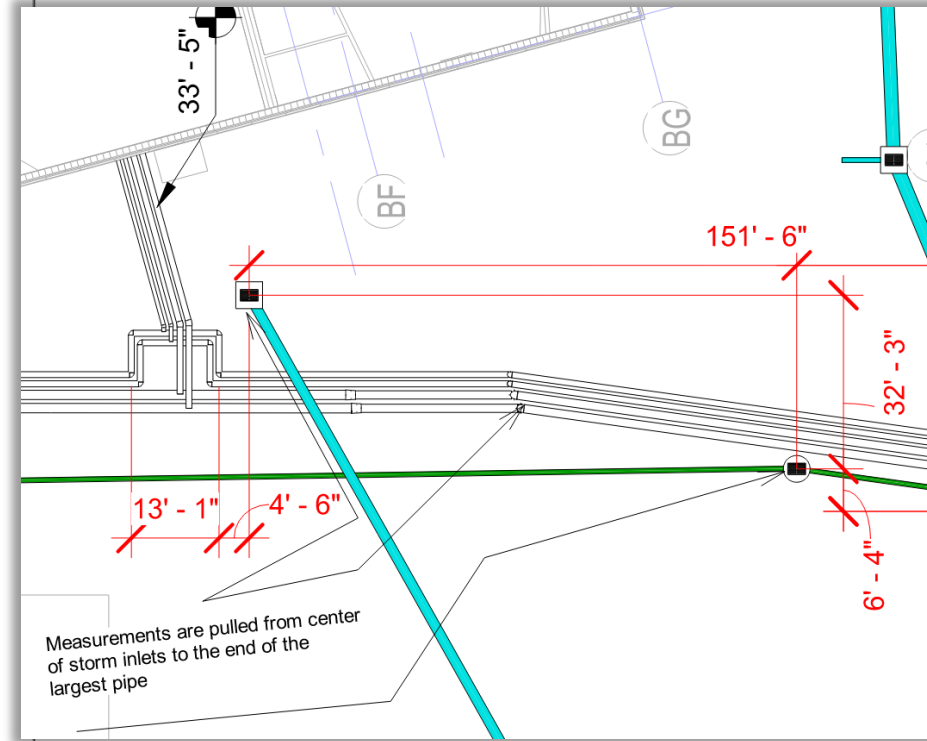 33' - 5"
BG
BF
151' - 6"
32' - 3"
13' - 1"
4' - 6"
6' - 4"
Measurements are pulled from center
of storm inlets to the end of the
largest pipe